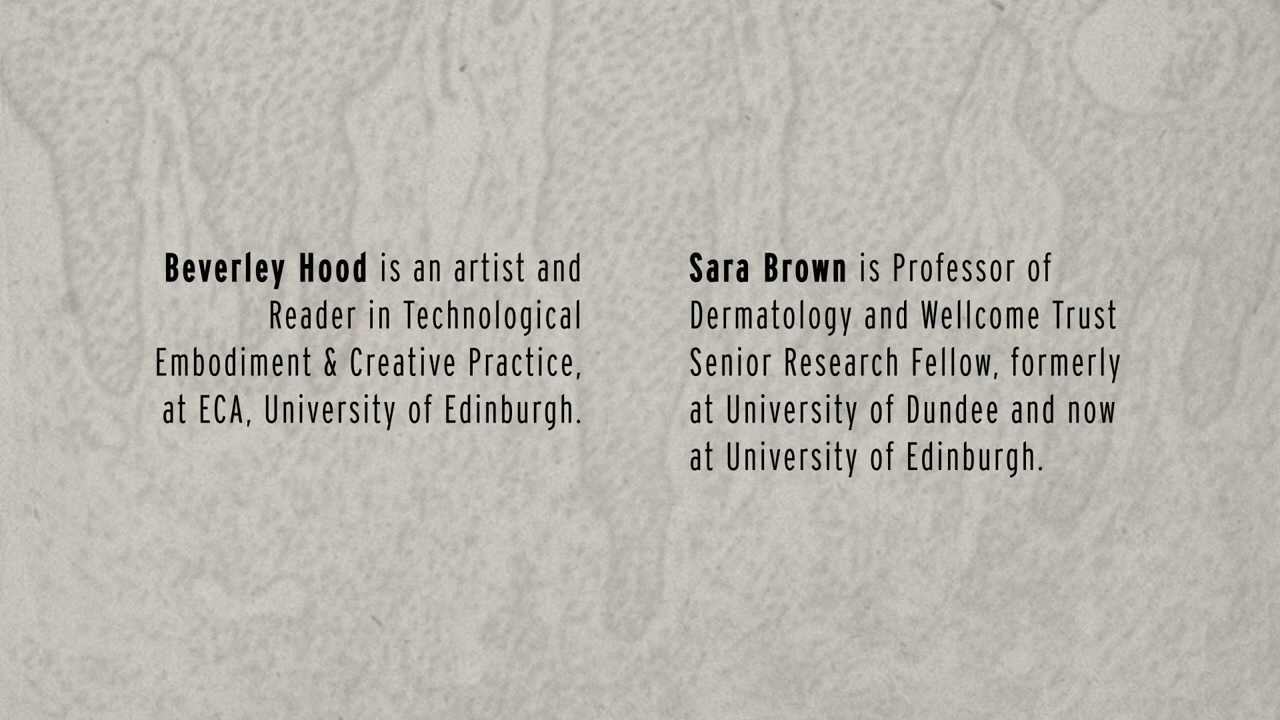 Beverley Hood is an artist and
Reader in Technological
Embodiment & Creative Practice,
at ECA, University of Edinburgh.
Sara Brown is Professor of
Dermatology and Wellcome Trust
Senior Research Fellow, formerly
at University of Dundee and now
at University of Edinburgh.